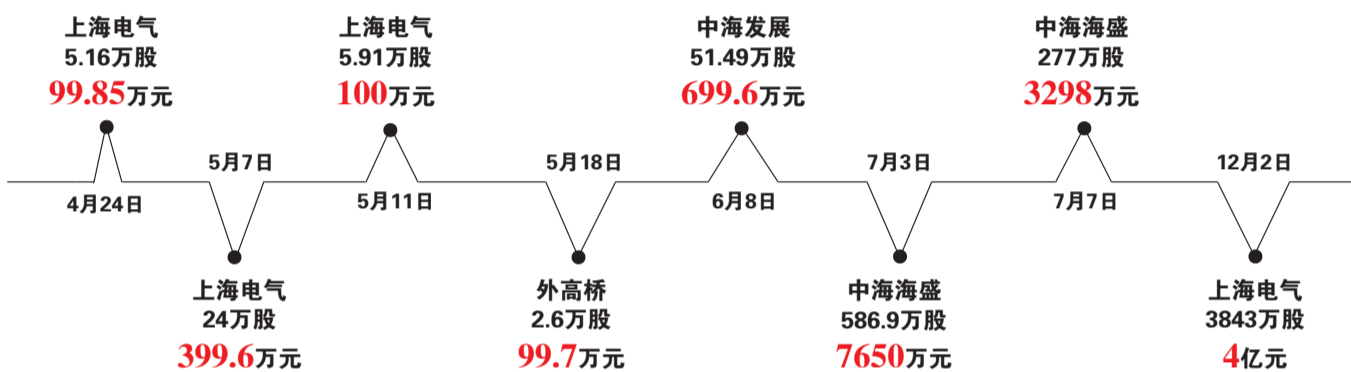 上海电气
5.16万股
99.85万元
4月24日
5月7日
上海电气
24万股
399.6万元
上海电气
5.91万股
100万元
5月11日
5月18日
外高桥
2.6万股
99.7万元
中海发展
51.49万股
699.6万元
6月8日
7月3日
中海海盛
586.9万股
7650万元
中海海盛
277万股
3298万元
7月7日
12月2日
上海电气
3843万股
4亿元